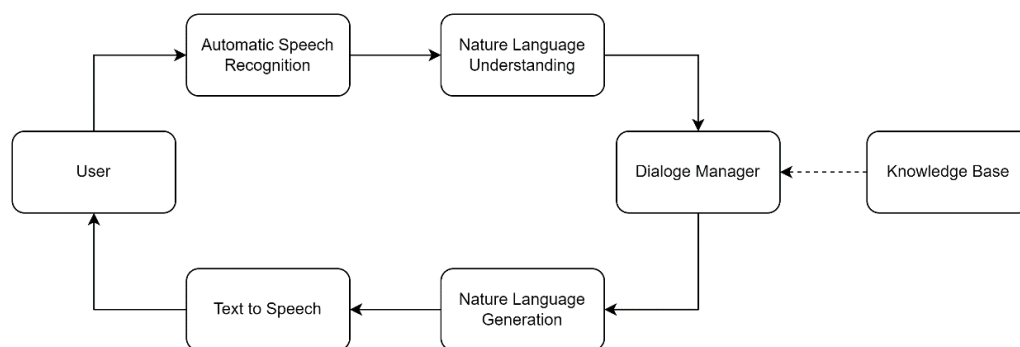 Automatic Speech
Recognition
Nature Language
Understanding
User
Dialoge Manager
Knowledge Base
Text to Speech
Nature Language
Generation